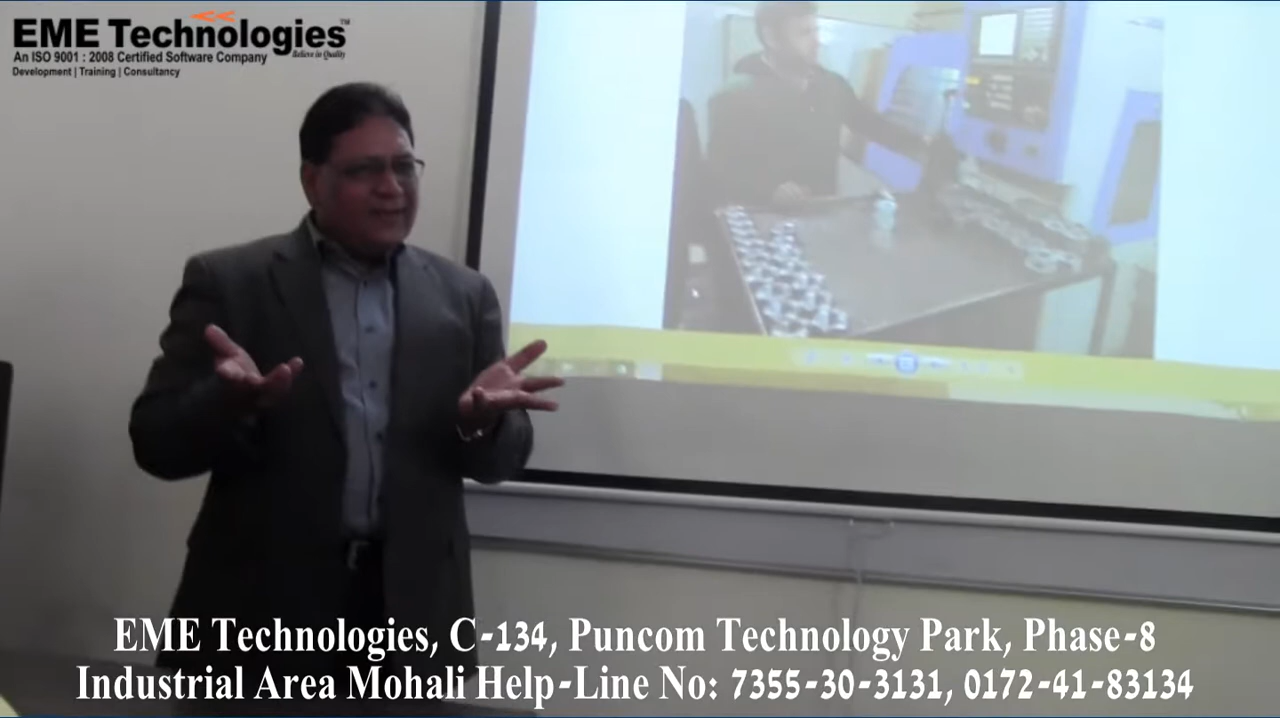 EME Technologies™
An ISO 9001 : 2008 Certified Software Company
Believe in Quality
Development | Training | Consultancy
EME Technologies, C-134, Puncom Technology Park, Phase-8
Industrial Area Mohali Help-Line No: 7355-30-3131, 0172-41-83134